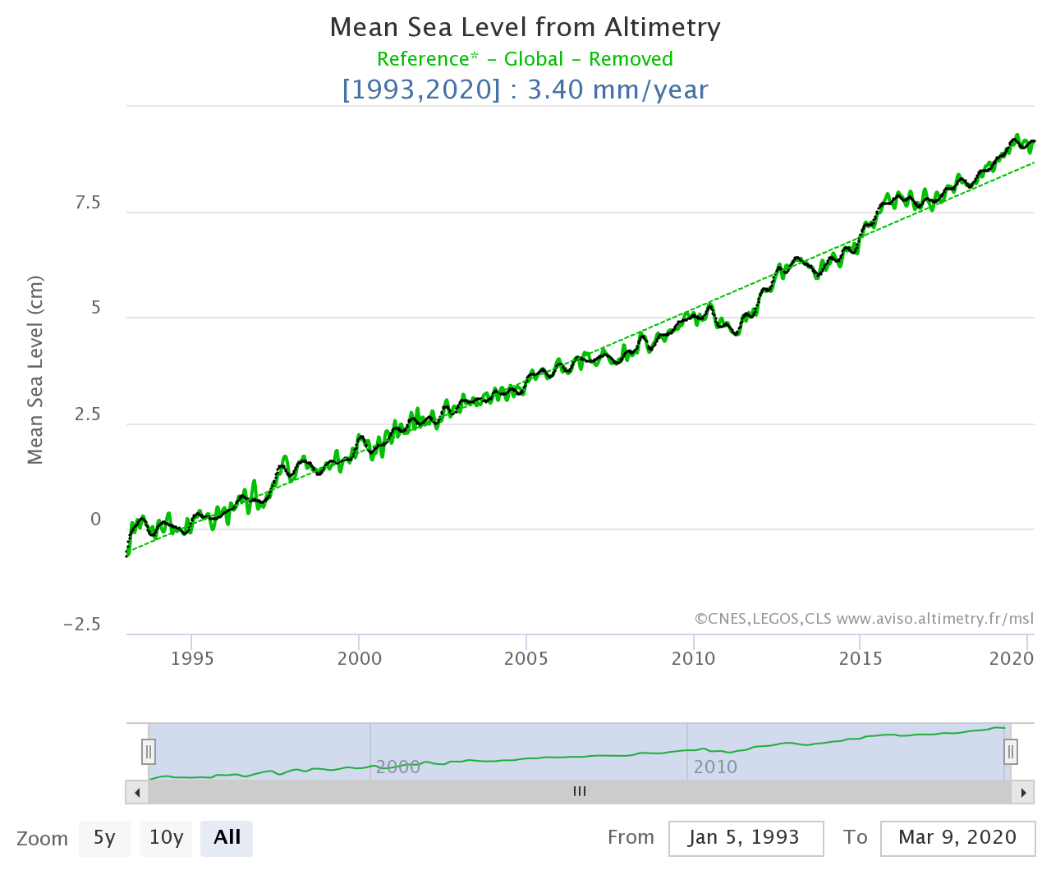 Mean Sea Level from Altimetry
Reference* – Global – Removed
[1993,2020] : 3.40 mm/year
Mean Sea Level (cm)
7.5
5
2.5
0
−2.5
©CNES,LEGOS,CLS www.aviso.altimetry.fr/msl
1995 2000 2005 2010 2015 2020
2000 2010
Zoom 5y 10y All From Jan 5, 1993 To Mar 9, 2020